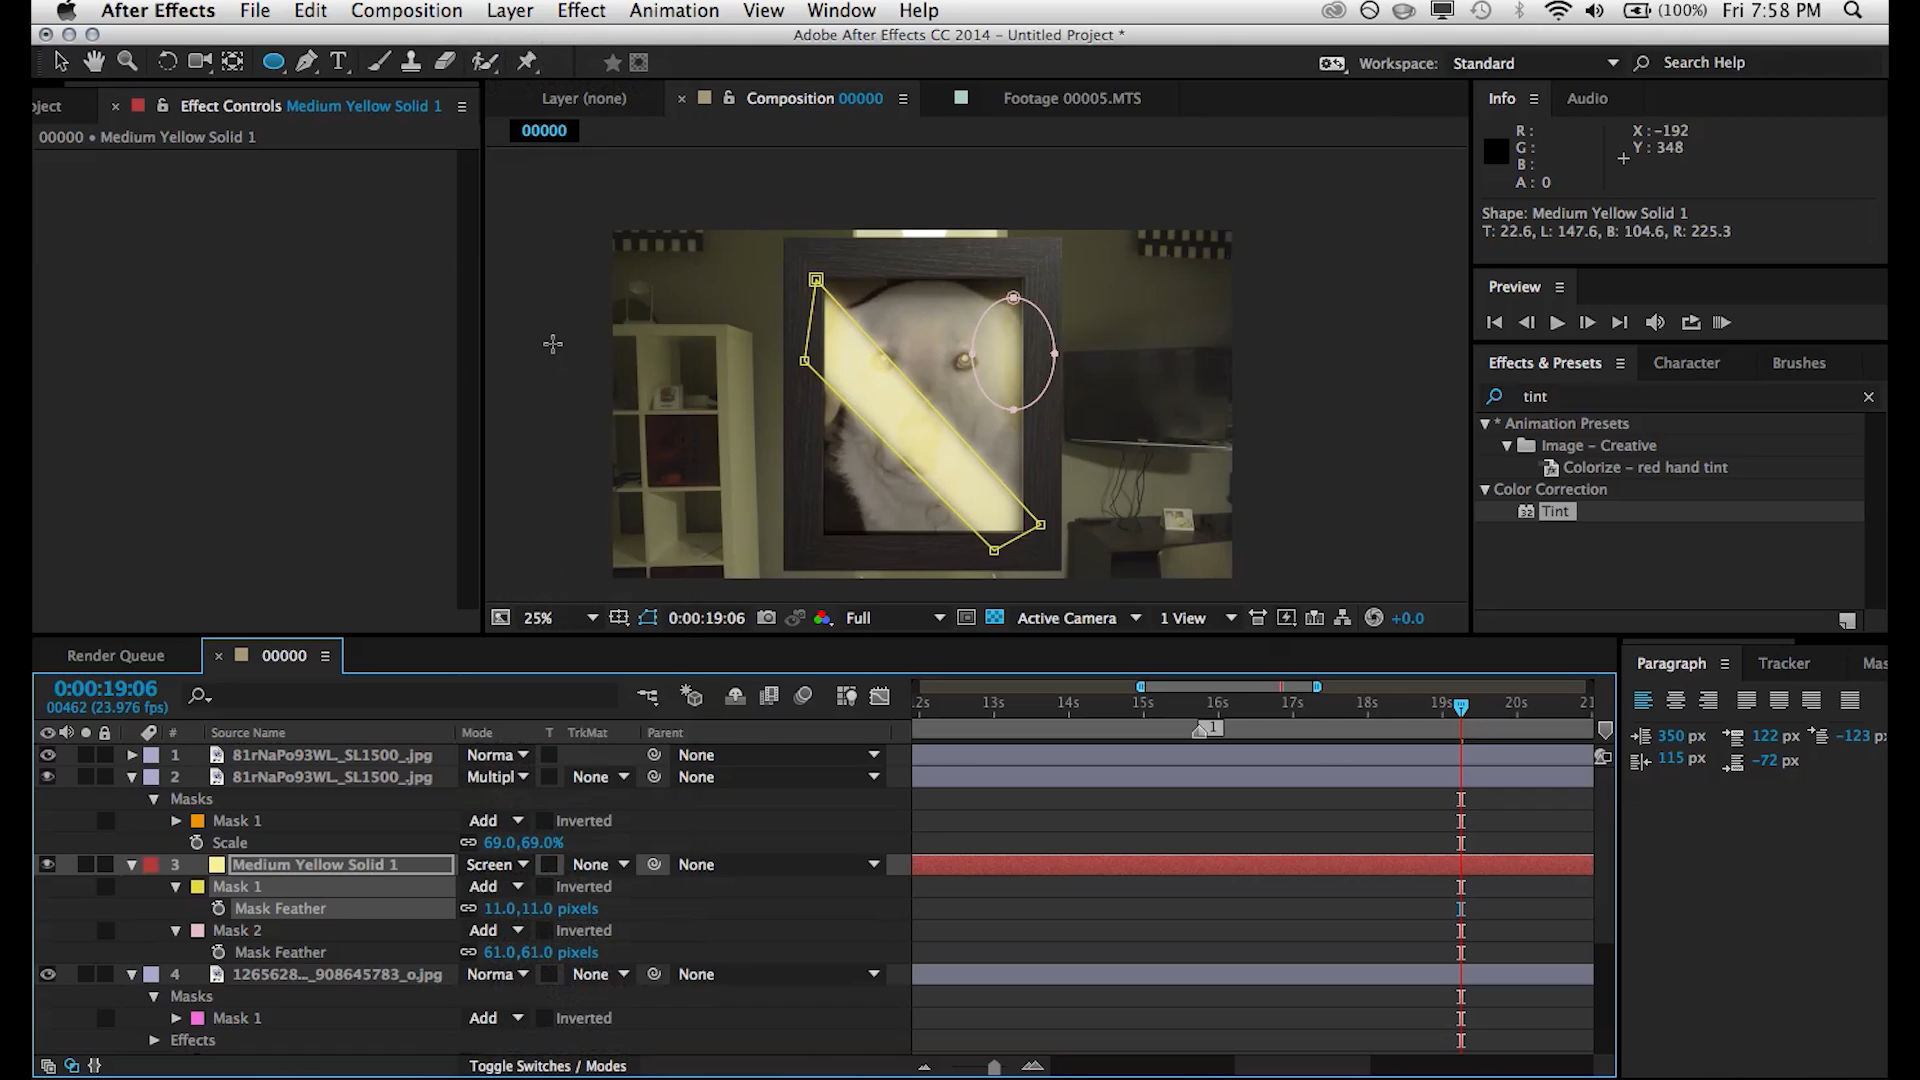 After Effects File Edit Composition Layer Effect Animation View Window Help (100%) Fri 7:58 PM
Adobe After Effects CC 2014 – Untitled Project *
T Workspace: Standard Search Help
oject × Effect Controls Medium Yellow Solid 1
00000 • Medium Yellow Solid 1
Layer (none) × Composition 00000 Footage 00005.MTS
00000
Info Audio
R :
G :
B :
A : 0
X : -192
Y : 348
Shape: Medium Yellow Solid 1
T: 22.6, L: 147.6, B: 104.6, R: 225.3
Preview
Effects & Presets Character Brushes
tint
* Animation Presets
Image – Creative
Colorize – red hand tint
Color Correction
32 Tint
25% 0:00:19:06 Full Active Camera 1 View +0.0
Render Queue × 00000
0:00:19:06
00462 (23.976 fps)
2s 13s 14s 15s 16s 17s 18s 19s 20s 21
1
# Source Name Mode T TrkMat Parent
1 81rNaPo93WL._SL1500_.jpg Norma None
2 81rNaPo93WL._SL1500_.jpg Multipl None None
Masks
Mask 1 Add Inverted
Scale 69.0,69.0%
3 Medium Yellow Solid 1 Screen None None
Mask 1 Add Inverted
Mask Feather 11.0,11.0 pixels
Mask 2 Add Inverted
Mask Feather 61.0,61.0 pixels
4 1265628..._908645783_o.jpg Norma None None
Masks
Mask 1 Add Inverted
Effects
Toggle Switches / Modes
Paragraph Tracker Mas
350 px 122 px -123 p
115 px -72 px